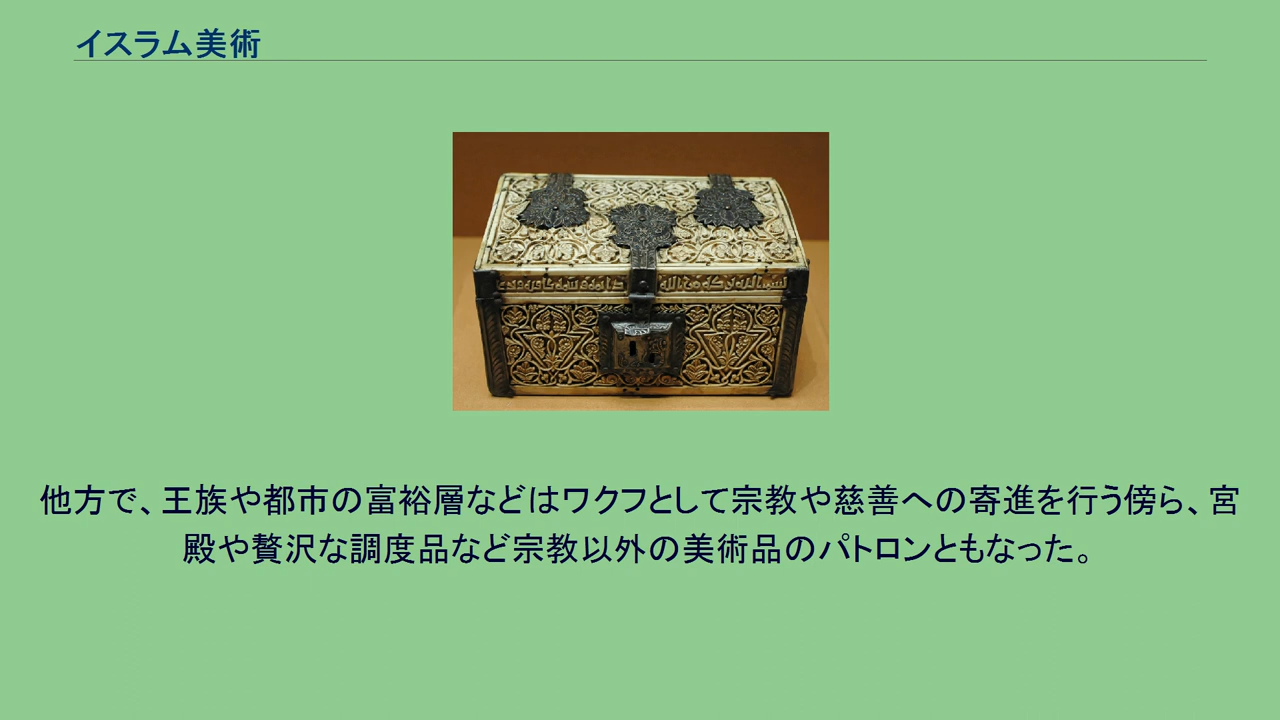 イスラム美術
他方で、王族や都市の富裕層などはワクフとして宗教や慈善への寄進を行う傍ら、宮
殿や贅沢な調度品など宗教以外の美術品のパトロンともなった。